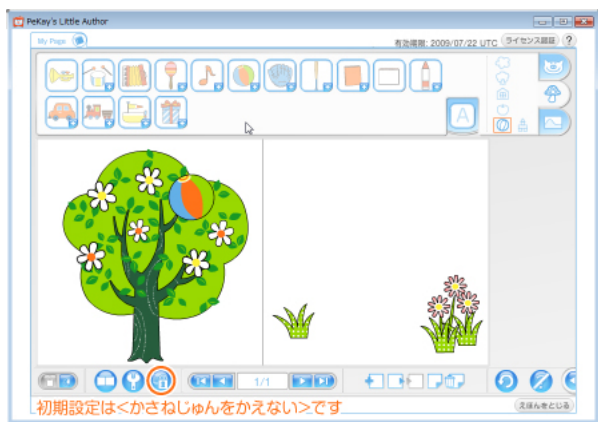 PeKay's Little Author
My Page
有効期限: 2009/07/22 UTC ライセンス認証 ?
A
1/1
初期設定は<かさねじゅんをかえない>です
えほんをとじる